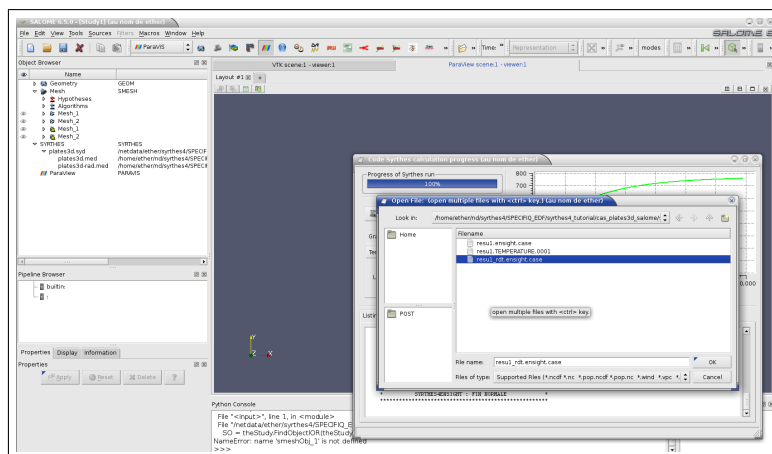 SALOME 6.5.0 - [Study1] (au nom de ether)
File Edit View Tools Sources Filters Macros Window Help
SALOME 6
ParaVIS
Time:
Representation
modes
Object Browser
Name
Geometry GEOM
Mesh SMESH
Hypotheses
Algorithms
Mesh_1
Mesh_2
Mesh_1
Mesh_2
SYRTHES SYRTHES
plates3d.syd /netdata/ether/syrthes4/SPECIF
plates3d.med /home/ether/nd/syrthes4/SPECIF
plates3d-rad.med /home/ether/nd/syrthes4/SPECIF
ParaView PARAVIS
VTK scene:1 - viewer:1
ParaView scene:1 - viewer:1
Layout #1
Pipeline Browser
builtin:
:
Properties Display Information
Properties
Apply
Reset
Delete
?
Y
Z X
Code Syrthes calculation progress (au nom de ether)
Progress of Syrthes run
100%
800
700
Open File: (open multiple files with <ctrl> key.) (au nom de ether)
Look in: /home/ether/nd/syrthes4/SPECIFIQ_EDF/syrthes4_tutorial/cas_plates3d_salome/
Home
POST
Filename
resu1.ensight.case
resu1.TEMPERATURE.0001
resu1_rdt.ensight.case
open multiple files with <ctrl> key.
File name: resu1_rdt.ensight.case
OK
Files of type: Supported Files (*.ncdf *.nc *.pop.ncdf *.pop.nc *.wind *.vpc *.
Cancel
Gra
Ter
L
Listin
0,000
* SYRTHES4ENSIGHT : FIN NORMALE *
Python Console
File "<input>", line 1, in <module>
File "/netdata/ether/syrthes4/SPECIFIQ_E
SO = theStudy.FindObjectIOR(theStudy
NameError: name 'smeshObj_1' is not defined
>>>